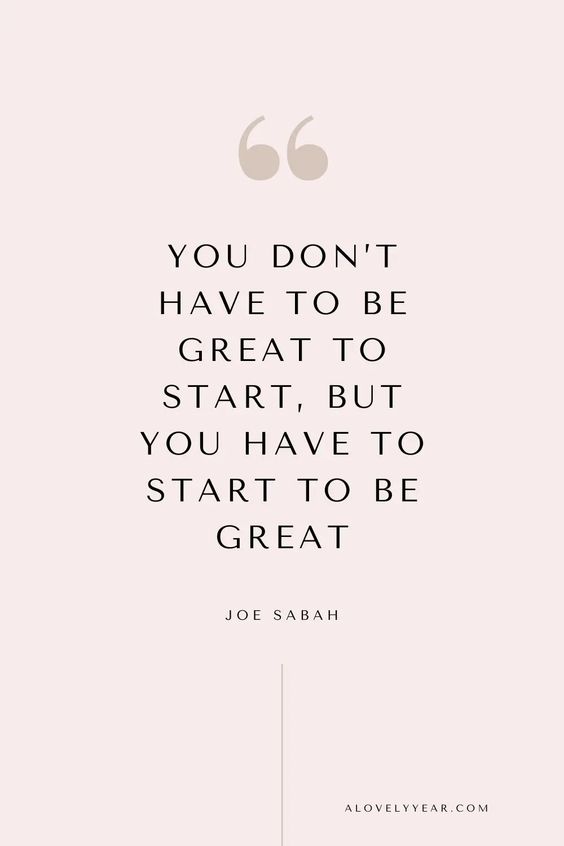 “
YOU DON'T
HAVE TO BE
GREAT TO
START, BUT
YOU HAVE TO
START TO BE
GREAT
JOE SABAH
ALOVELYYEAR.COM